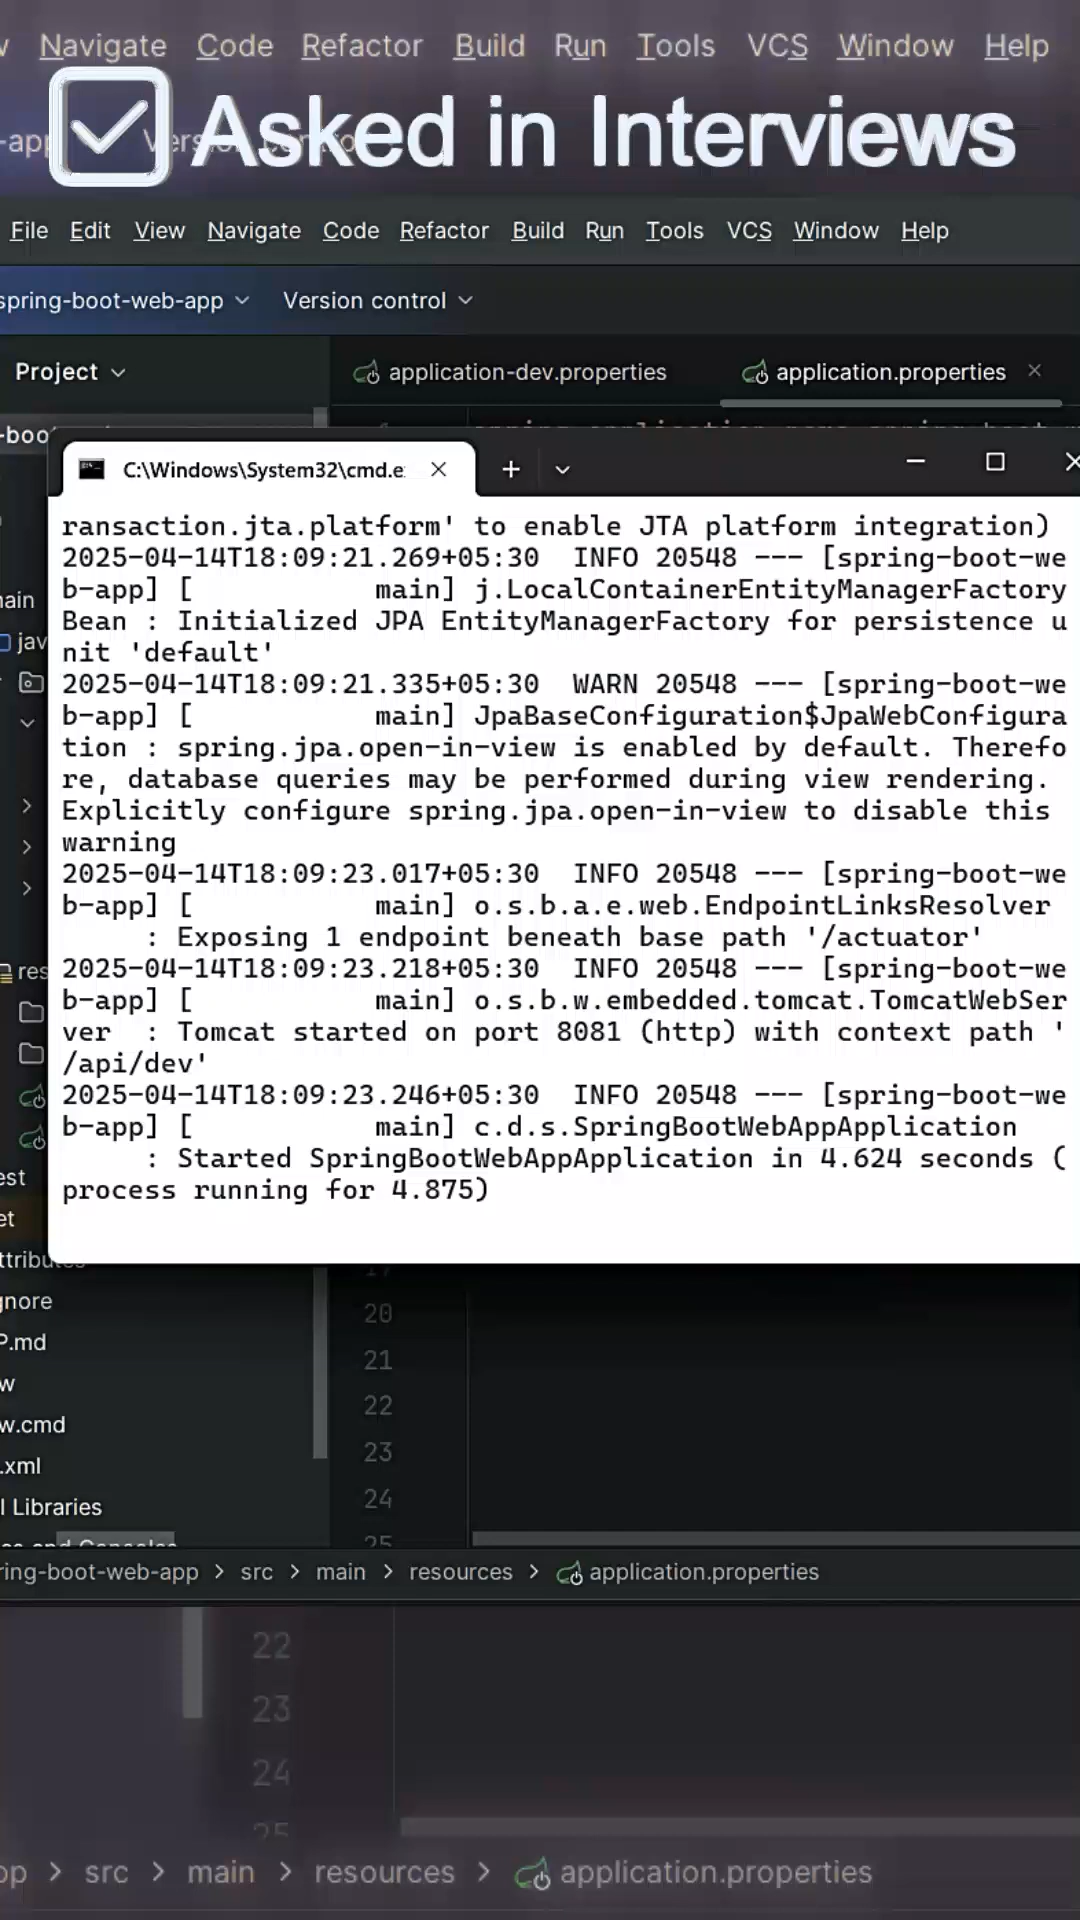 Navigate Code Refactor Build Run Tools VCS Window Help
Asked in Interviews
File Edit View Navigate Code Refactor Build Run Tools VCS Window Help
spring-boot-web-app Version control
Project application-dev.properties application.properties
C:\Windows\System32\cmd.e
ransaction.jta.platform' to enable JTA platform integration)
2025-04-14T18:09:21.269+05:30  INFO 20548 --- [spring-boot-we
b-app] [           main] j.LocalContainerEntityManagerFactory
Bean : Initialized JPA EntityManagerFactory for persistence u
nit 'default'
2025-04-14T18:09:21.335+05:30  WARN 20548 --- [spring-boot-we
b-app] [           main] JpaBaseConfiguration$JpaWebConfigura
tion : spring.jpa.open-in-view is enabled by default. Therefo
re, database queries may be performed during view rendering.
Explicitly configure spring.jpa.open-in-view to disable this
warning
2025-04-14T18:09:23.017+05:30  INFO 20548 --- [spring-boot-we
b-app] [           main] o.s.b.a.e.web.EndpointLinksResolver
     : Exposing 1 endpoint beneath base path '/actuator'
2025-04-14T18:09:23.218+05:30  INFO 20548 --- [spring-boot-we
b-app] [           main] o.s.b.w.embedded.tomcat.TomcatWebSer
ver  : Tomcat started on port 8081 (http) with context path '
/api/dev'
2025-04-14T18:09:23.246+05:30  INFO 20548 --- [spring-boot-we
b-app] [           main] c.d.s.SpringBootWebAppApplication
     : Started SpringBootWebAppApplication in 4.624 seconds (
process running for 4.875)
ain
jav
res
est
et
ttributes
gnore
P.md
w
w.cmd
.xml
l Libraries
20
21
22
23
24
25
ring-boot-web-app > src > main > resources > application.properties
22
23
24
25
op > src > main > resources > application.properties